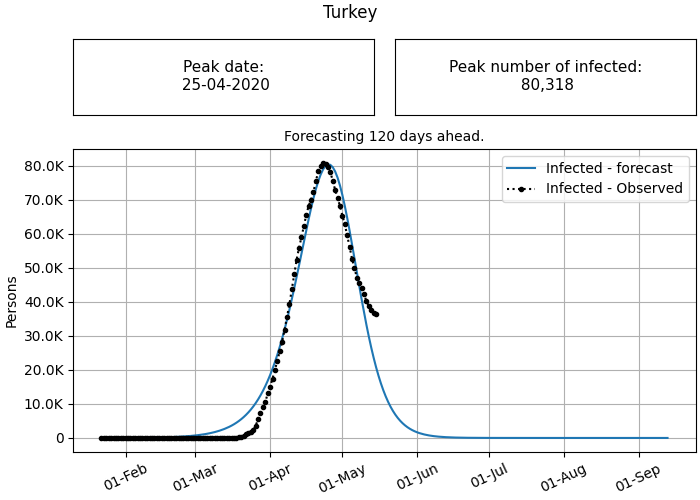 Turkey
Peak date:
25-04-2020
Peak number of infected:
80,318
Forecasting 120 days ahead.
Infected - forecast
Infected - Observed
Persons
80.0K
70.0K
60.0K
50.0K
40.0K
30.0K
20.0K
10.0K
0
01-Feb
01-Mar
01-Apr
01-May
01-Jun
01-July
01-Aug
01-Sep